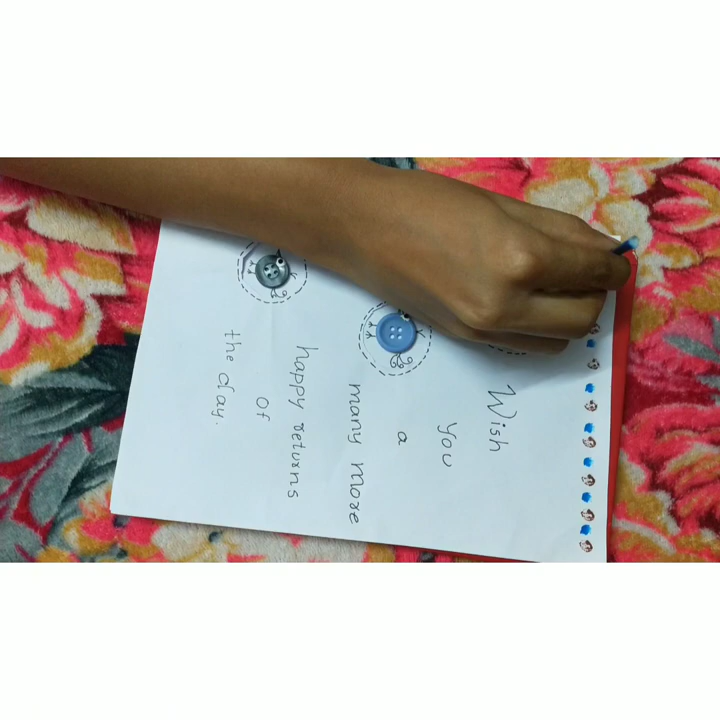 Wish
you
a
many more
happy returns
of
the day.